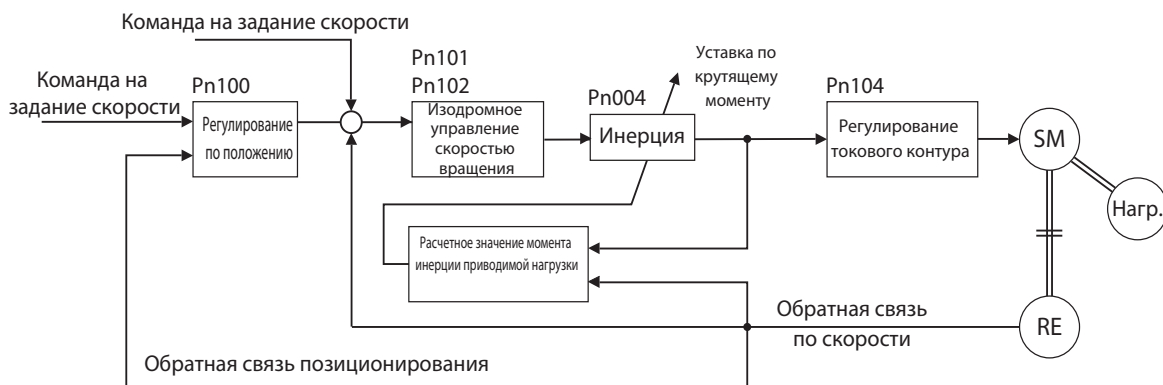 Команда на задание скорости
Команда на
задание скорости
Pn100
Регулирование
по положению
Pn101
Pn102
Изодромное
управление
скоростью
вращения
Pn004
Инерция
Уставка по
крутящему
моменту
Pn104
Регулирование
токового контура
SM
Нагр.
Расчетное значение момента
инерции приводимой нагрузки
Обратная связь
по скорости
RE
Обратная связь позиционирования